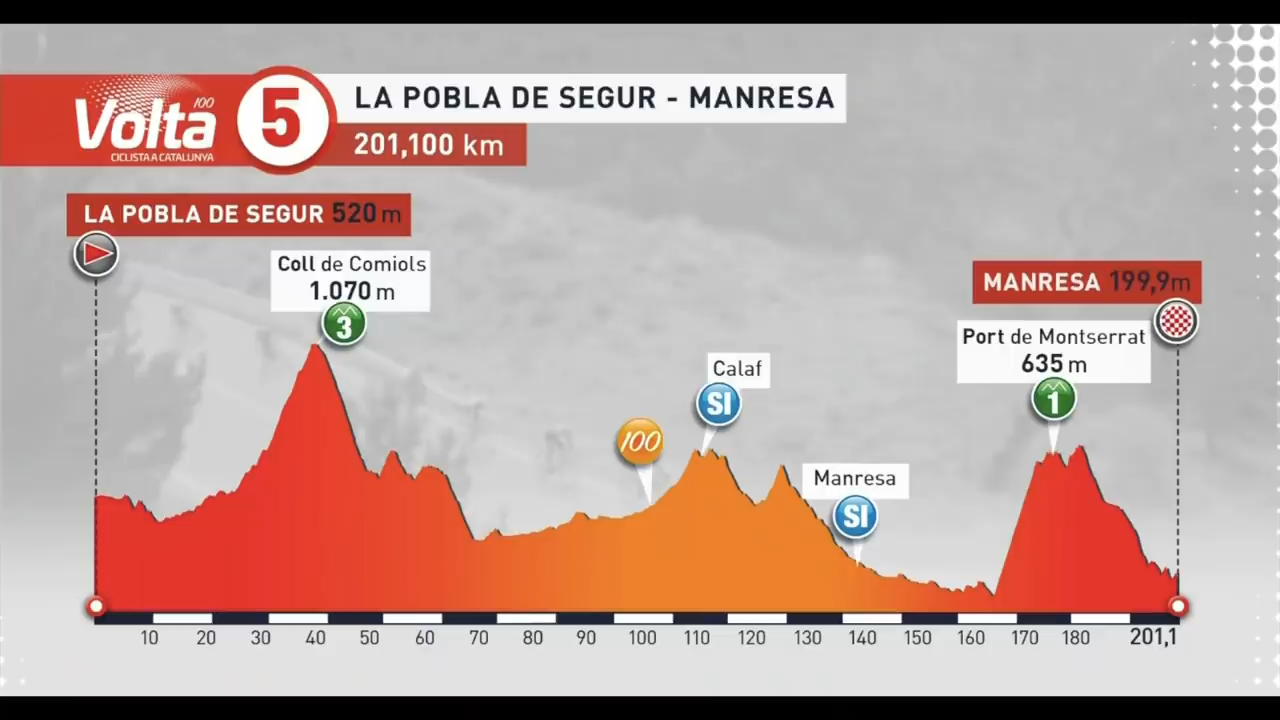 100
Volta
CICLISTA A CATALUNYA
5
LA POBLA DE SEGUR - MANRESA
201,100 km
LA POBLA DE SEGUR 520 m
Coll de Comiols
1.070 m
3
MANRESA 199,9m
Port de Montserrat
635 m
1
Calaf
SI
100
Manresa
SI
10 20 30 40 50 60 70 80 90 100 110 120 130 140 150 160 170 180 201,1